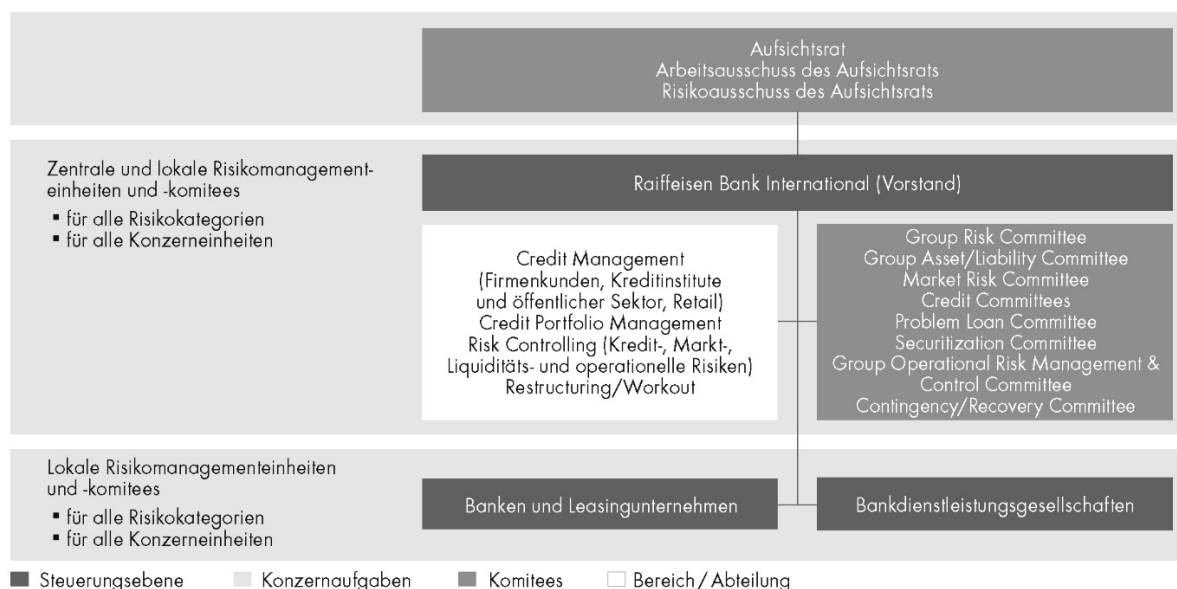 Aufsichtsrat
Arbeitsausschuss des Aufsichtsrats
Risikoausschuss des Aufsichtsrats
Zentrale und lokale Risikomanagement-
einheiten und -komitees
▪ für alle Risikokategorien
▪ für alle Konzerneinheiten
Raiffeisen Bank International (Vorstand)
Credit Management
(Firmenkunden, Kreditinstitute
und öffentlicher Sektor, Retail)
Credit Portfolio Management
Risk Controlling (Kredit-, Markt-,
Liquiditäts- und operationelle Risiken)
Restructuring/Workout
Group Risk Committee
Group Asset/Liability Committee
Market Risk Committee
Credit Committees
Problem Loan Committee
Securitization Committee
Group Operational Risk Management &
Control Committee
Contingency/Recovery Committee
Lokale Risikomanagementeinheiten
und -komitees
▪ für alle Risikokategorien
▪ für alle Konzerneinheiten
Banken und Leasingunternehmen
Bankdienstleistungsgesellschaften
Steuerungsebene
Konzernaufgaben
Komitees
Bereich / Abteilung